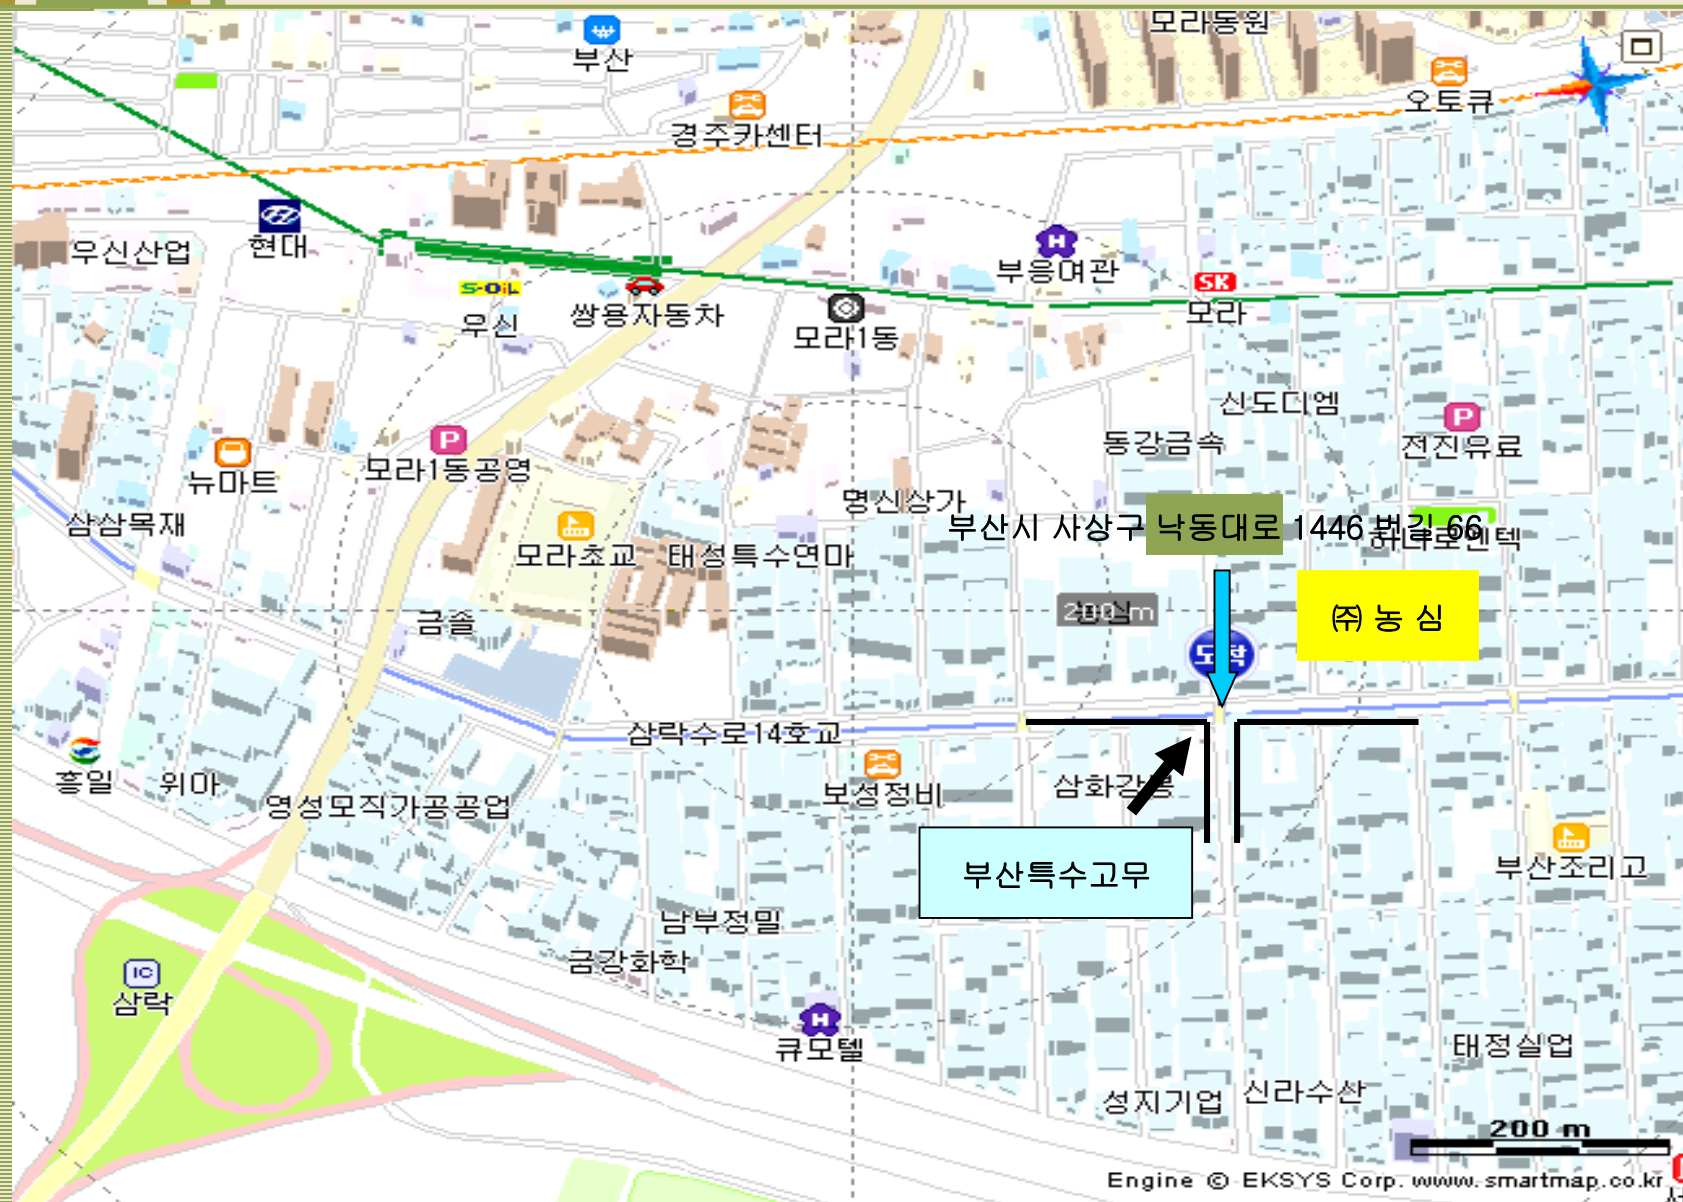 모라동원
부산
오토큐
경주카센터
현대
우신산업
부응여관
S-OIL
SK
우신
쌍용자동차
모라1동
모라
신도디엠
P
P
동강금속
전진유료
모라1동공영
뉴마트
명신상가
삼삼목재
부산시 사상구 낙동대로 1446 번길 66
모라초교
태성특수연마
200 m
㈜ 농 심
금솔
도착
삼락수로14호교
흥일
위아
보성정비
영성모직가공공업
부산특수고무
부산조리고
남부정밀
굼강화학
IC
삼락
H
H
큐모텔
태정실업
성지기업
신라수산
200 m
Engine © EKSYS Corp. www.smartmap.co.kr